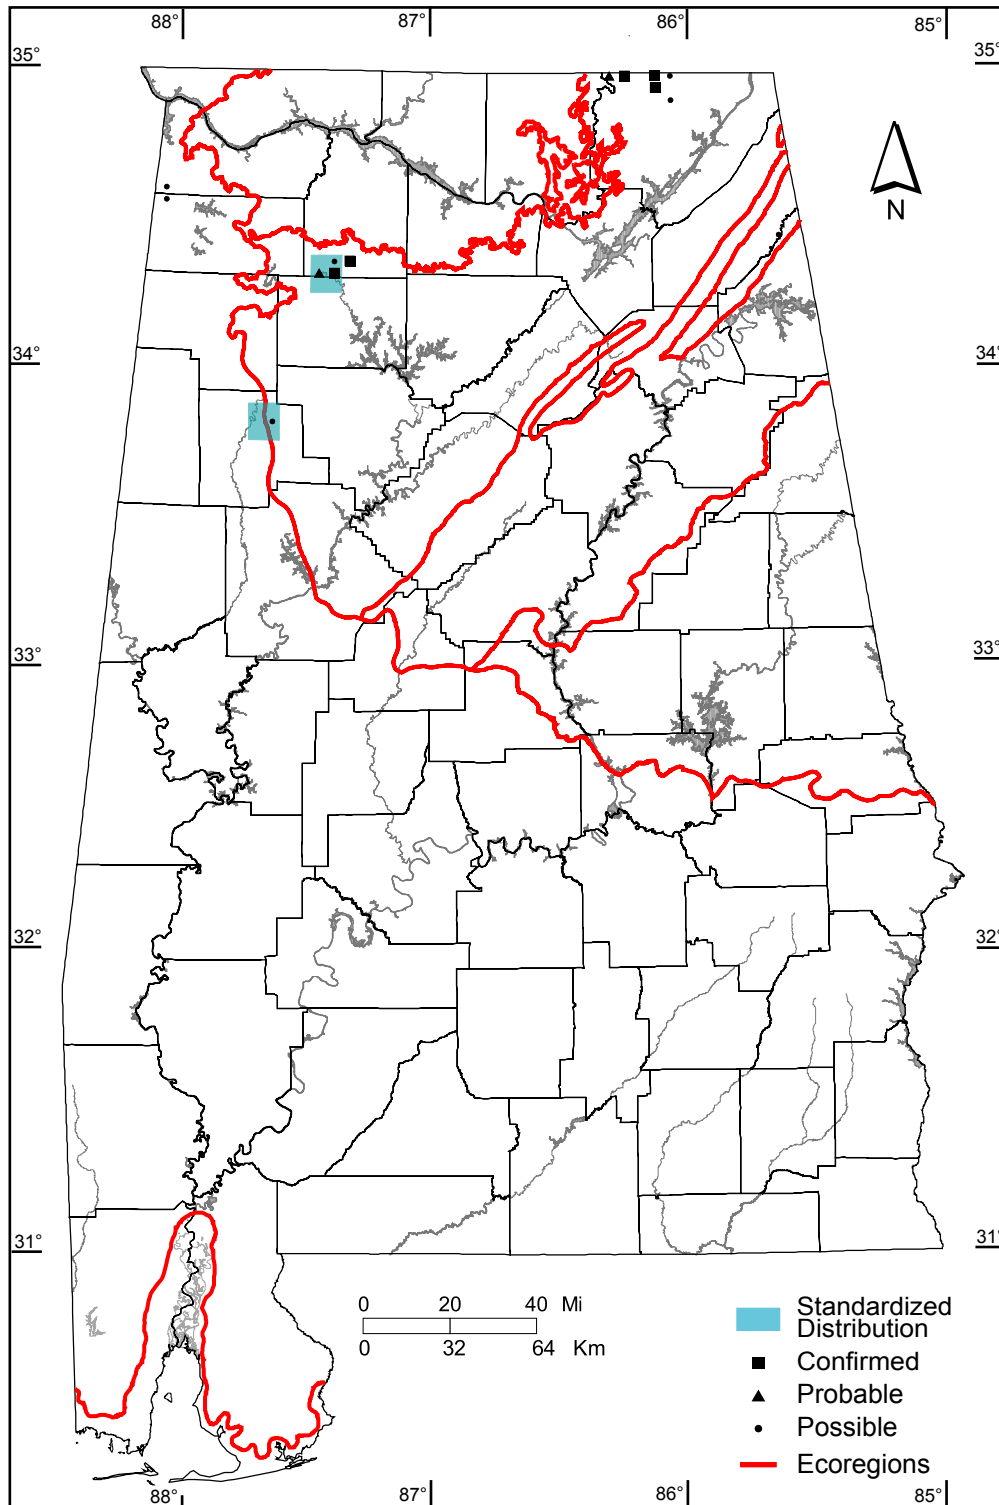 88° 87° 86° 85°
35° 35°
N
34° 34°
33° 33°
32° 32°
31° 31°
0 20 40 Mi
0 32 64 Km
Standardized
Distribution
Confirmed
Probable
Possible
Ecoregions
88° 87° 86° 85°